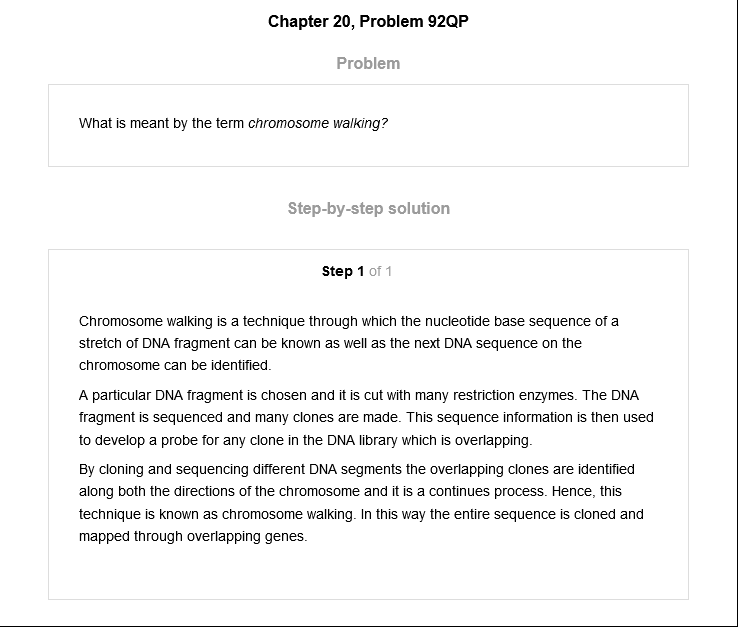 Chapter 20, Problem 92QP
Problem
What is meant by the term chromosome walking?
Step-by-step solution
Step 1 of 1
Chromosome walking is a technique through which the nucleotide base sequence of a
stretch of DNA fragment can be known as well as the next DNA sequence on the
chromosome can be identified.
A particular DNA fragment is chosen and it is cut with many restriction enzymes. The DNA
fragment is sequenced and many clones are made. This sequence information is then used
to develop a probe for any clone in the DNA library which is overlapping.
By cloning and sequencing different DNA segments the overlapping clones are identified
along both the directions of the chromosome and it is a continues process. Hence, this
technique is known as chromosome walking. In this way the entire sequence is cloned and
mapped through overlapping genes.